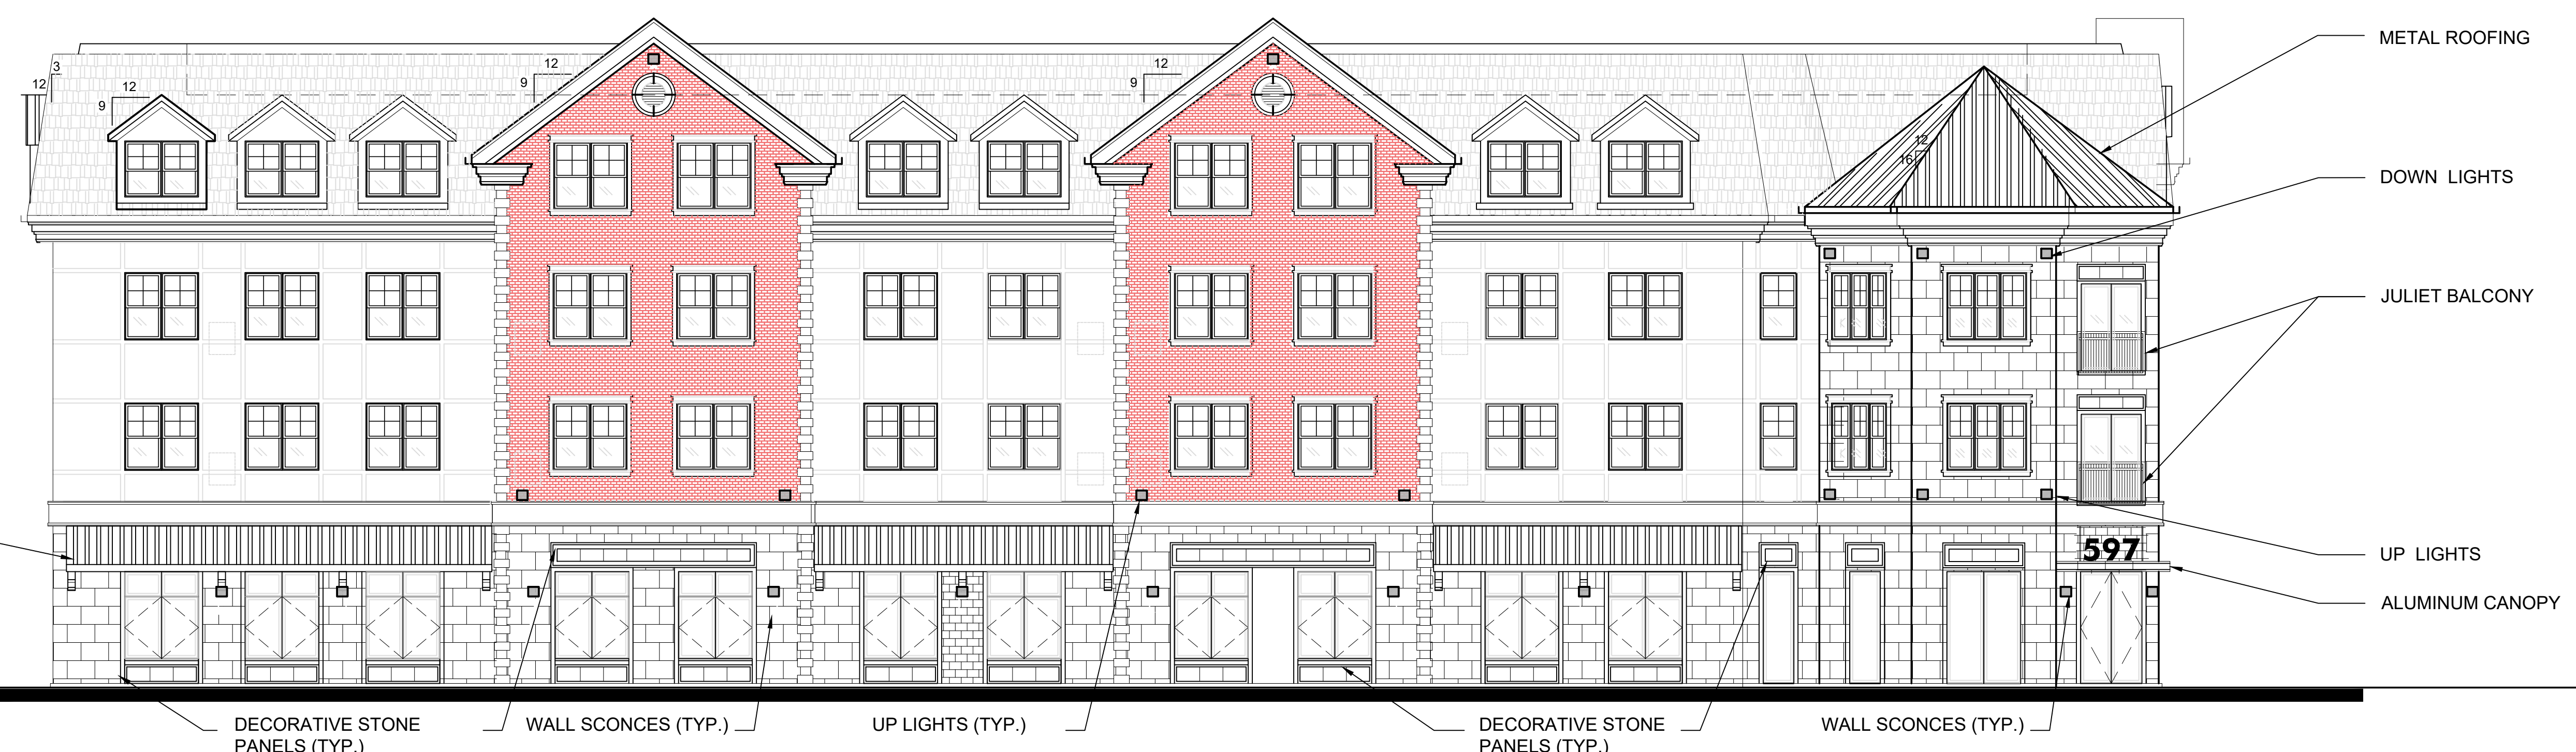 METAL ROOFING
3
12
12
9
12
9
12
9
12
16
DOWN LIGHTS
JULIET BALCONY
597
UP LIGHTS
ALUMINUM CANOPY
DECORATIVE STONE
PANELS (TYP.)
WALL SCONCES (TYP.)
UP LIGHTS (TYP.)
DECORATIVE STONE
PANELS (TYP.)
WALL SCONCES (TYP.)